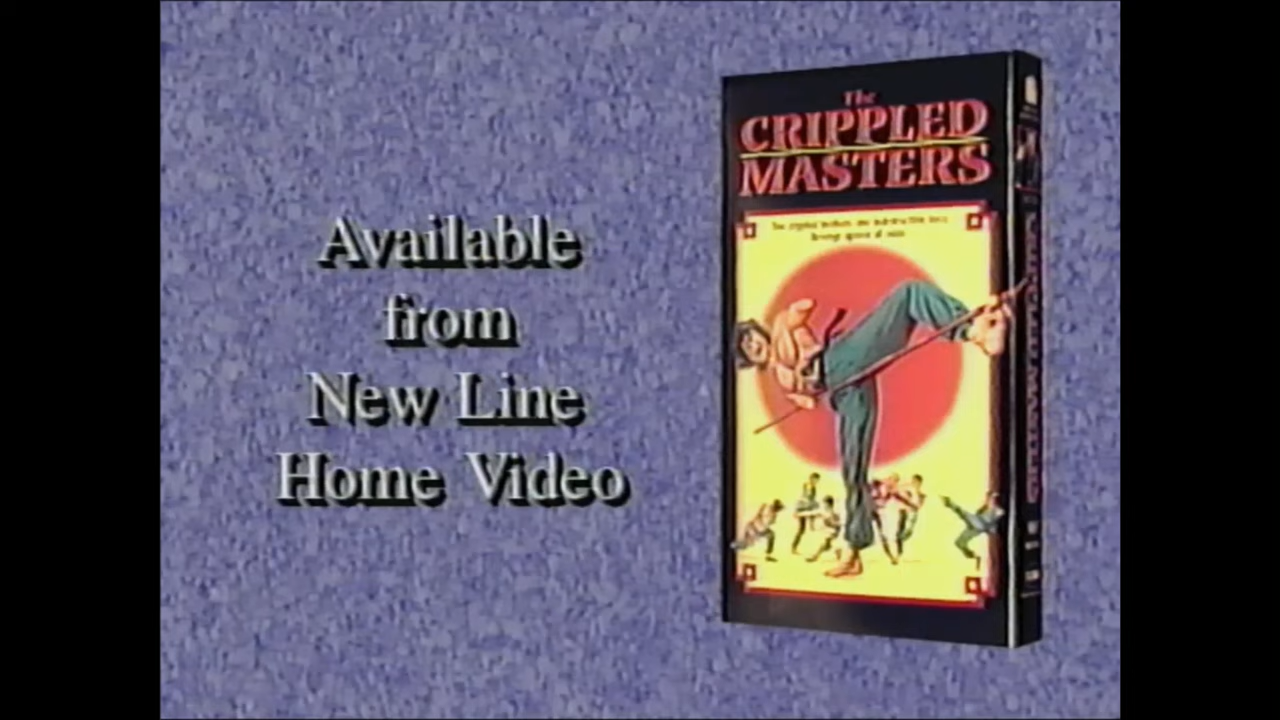 Available
from
New Line
Home Video
The
CRIPPLED
MASTERS